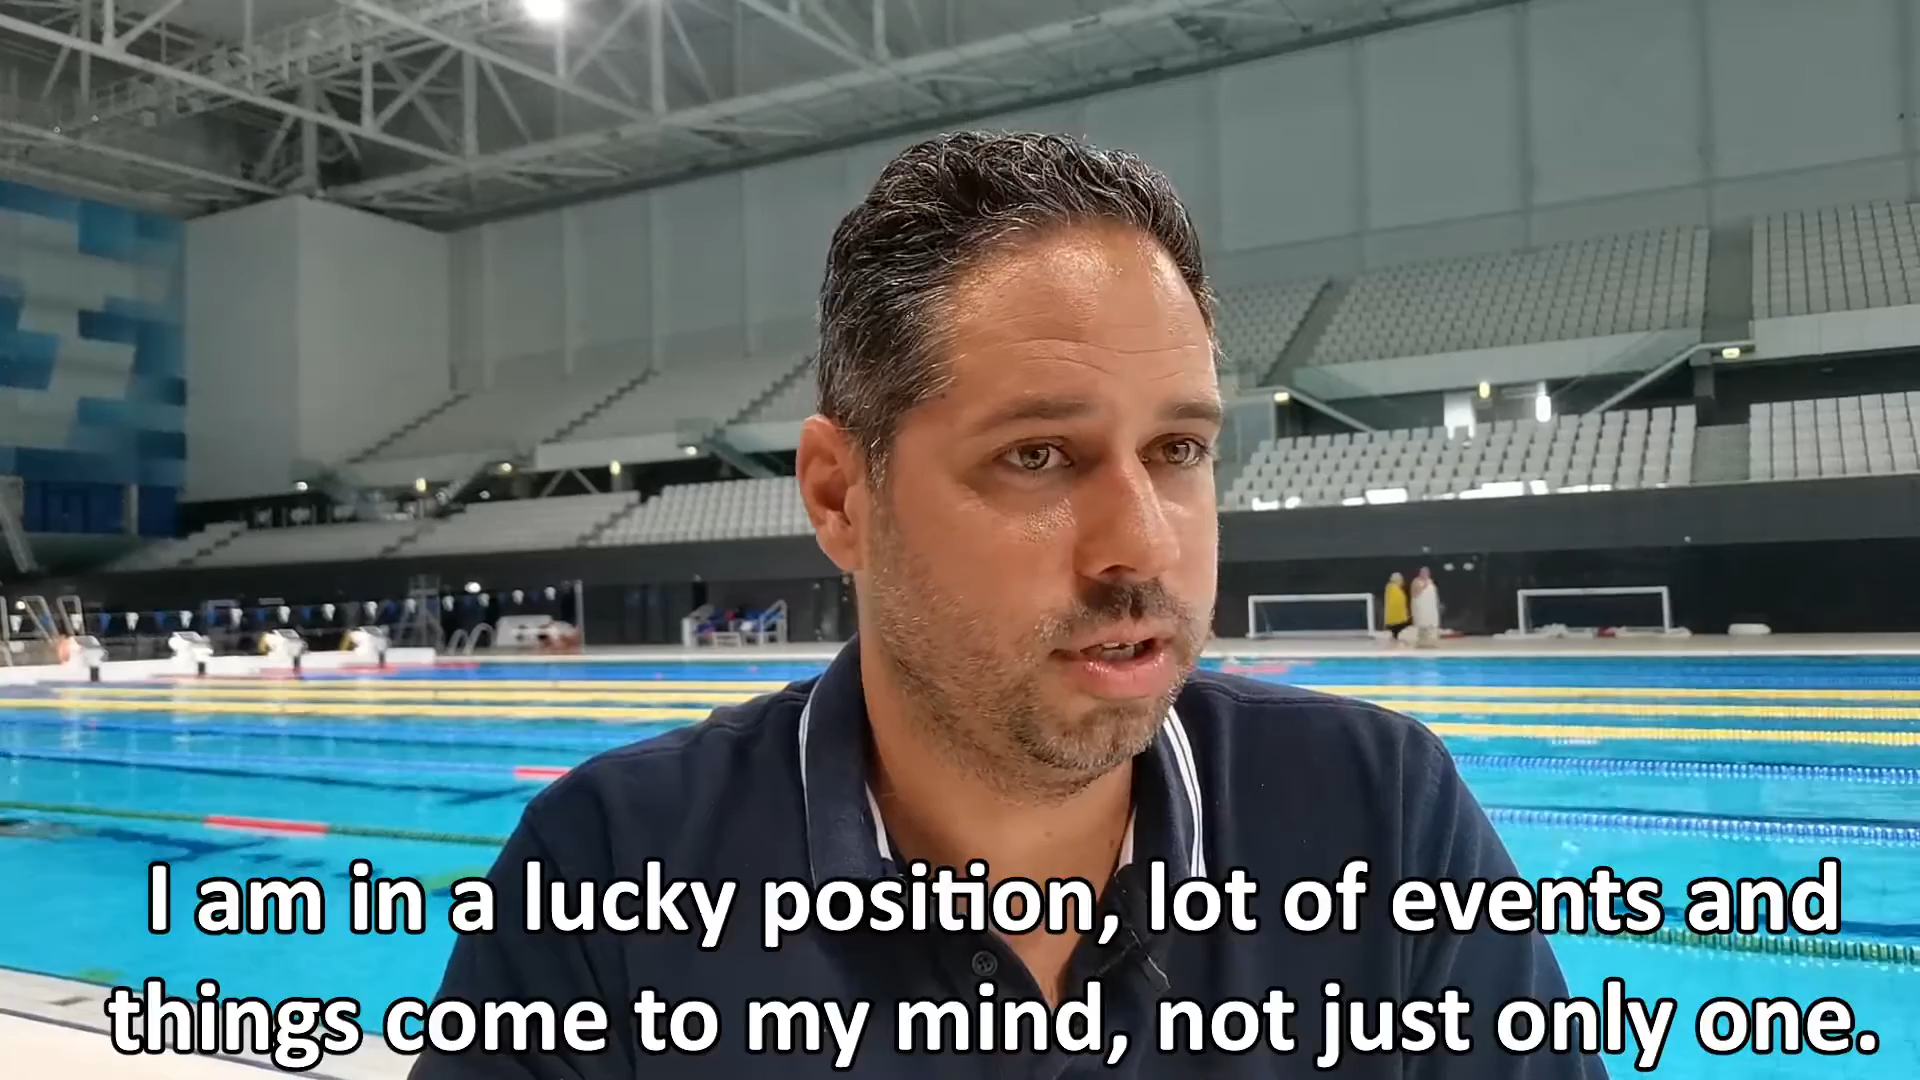 I am in a lucky position, lot of events and
things come to my mind, not just only one.